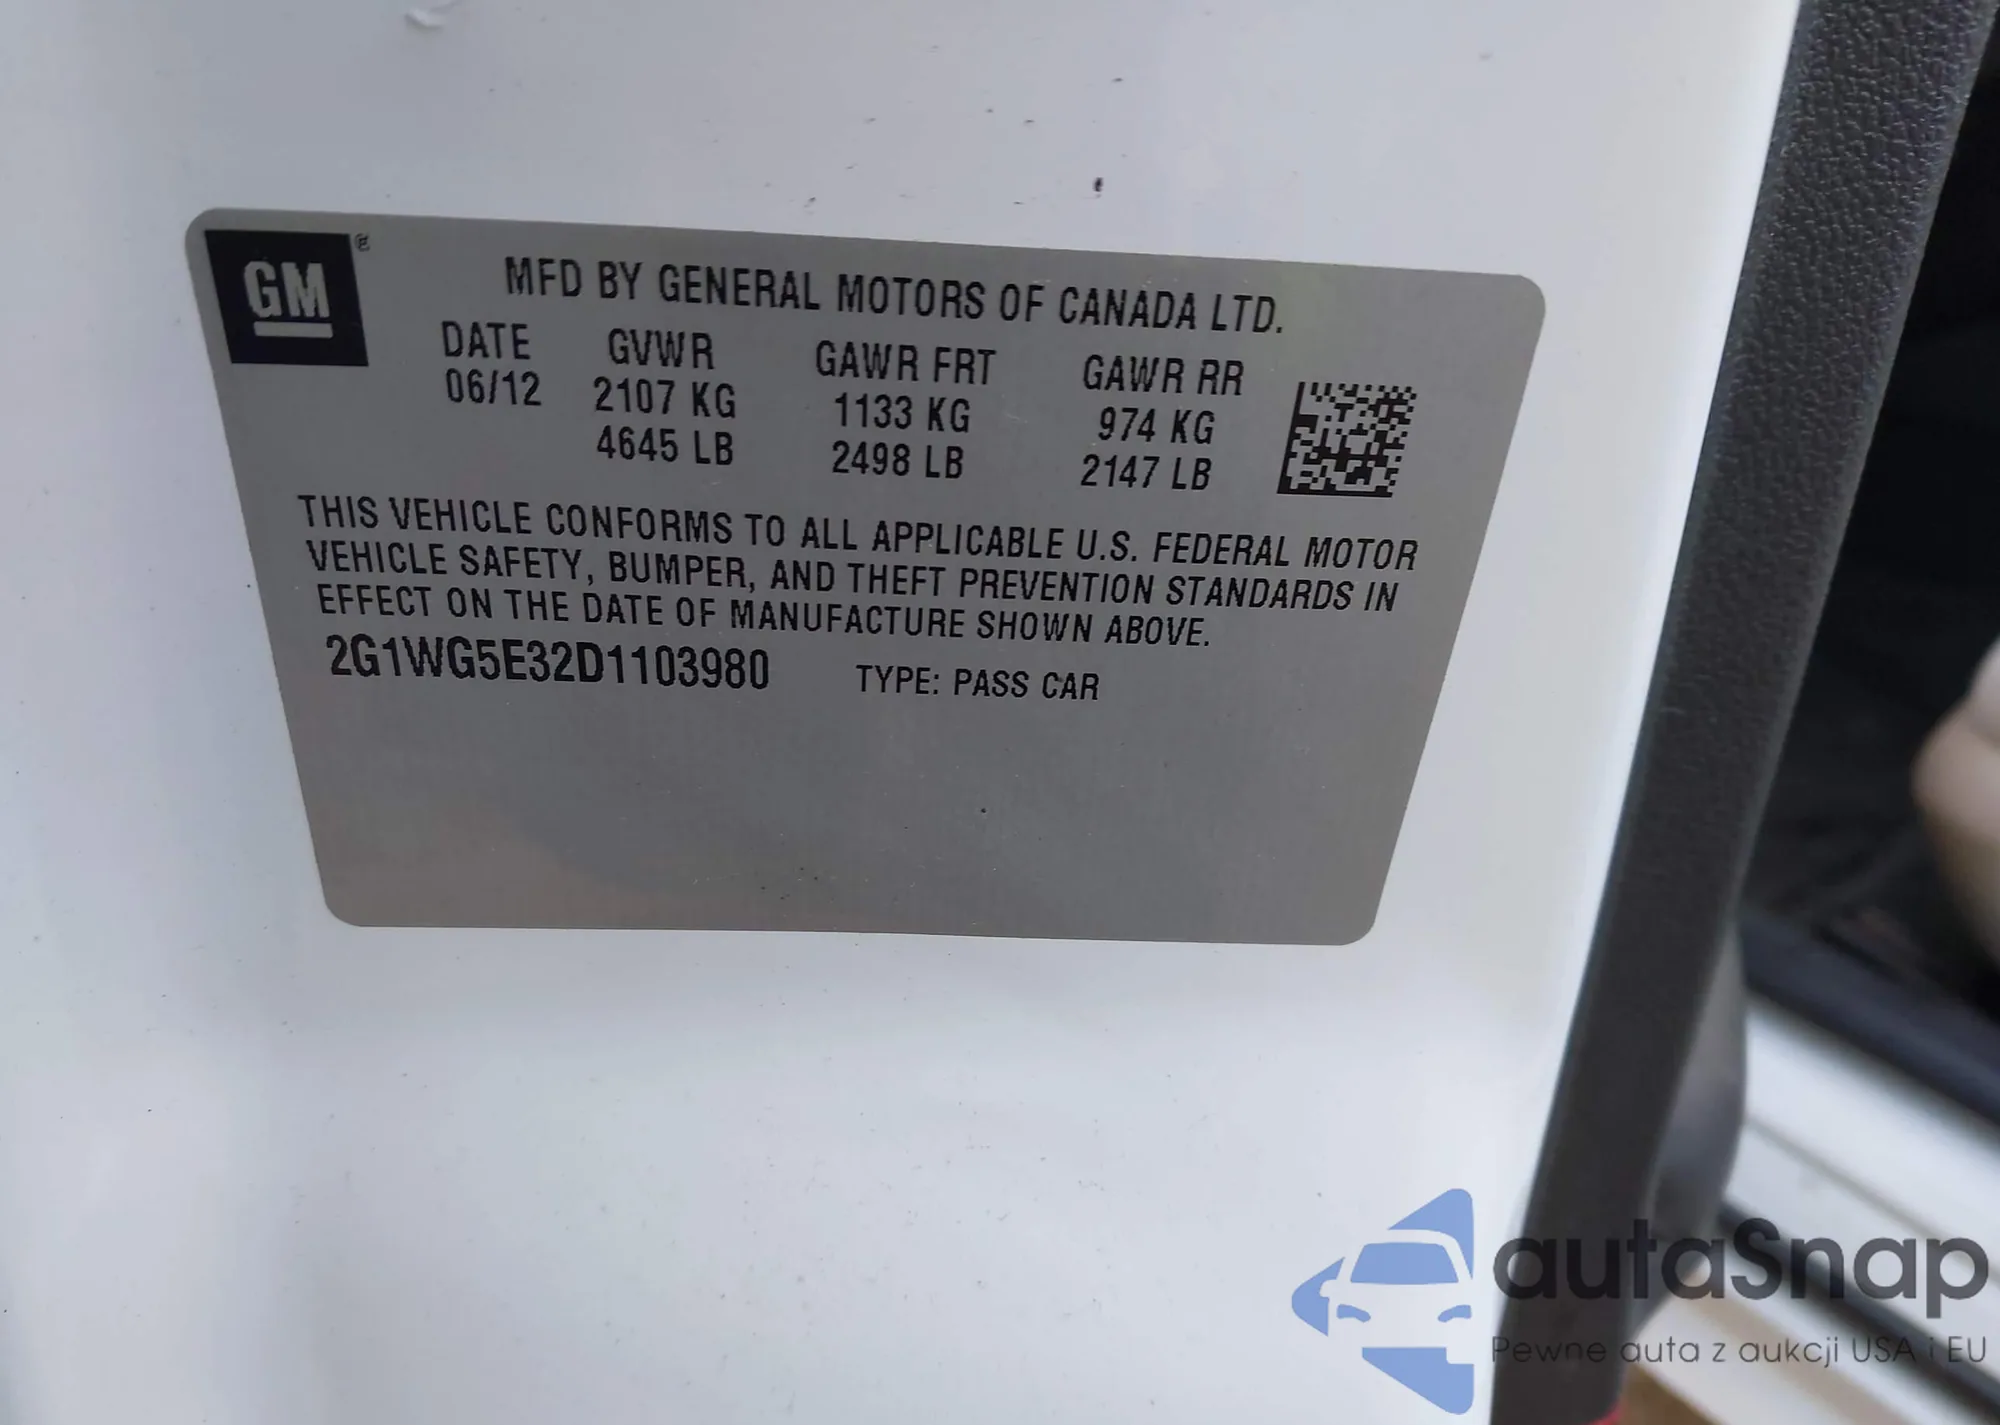 GM
MFD BY GENERAL MOTORS OF CANADA LTD.
DATE GVWR GAWR FRT GAWR RR
06/12 2107 KG 1133 KG 974 KG
4645 LB 2498 LB 2147 LB
THIS VEHICLE CONFORMS TO ALL APPLICABLE U.S. FEDERAL MOTOR
VEHICLE SAFETY, BUMPER, AND THEFT PREVENTION STANDARDS IN
EFFECT ON THE DATE OF MANUFACTURE SHOWN ABOVE.
2G1WG5E32D1103980 TYPE: PASS CAR
autaSnap
Pewne auta z aukcji USA i EU